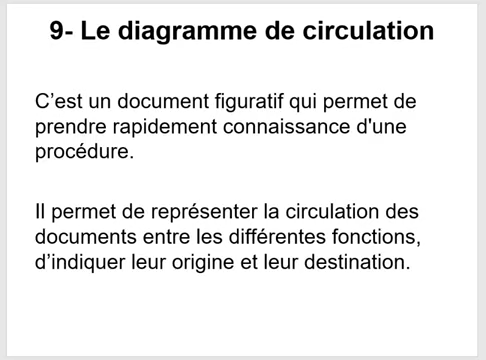 9- Le diagramme de circulation
C’est un document figuratif qui permet de
prendre rapidement connaissance d'une
procédure.
Il permet de représenter la circulation des
documents entre les différentes fonctions,
d’indiquer leur origine et leur destination.